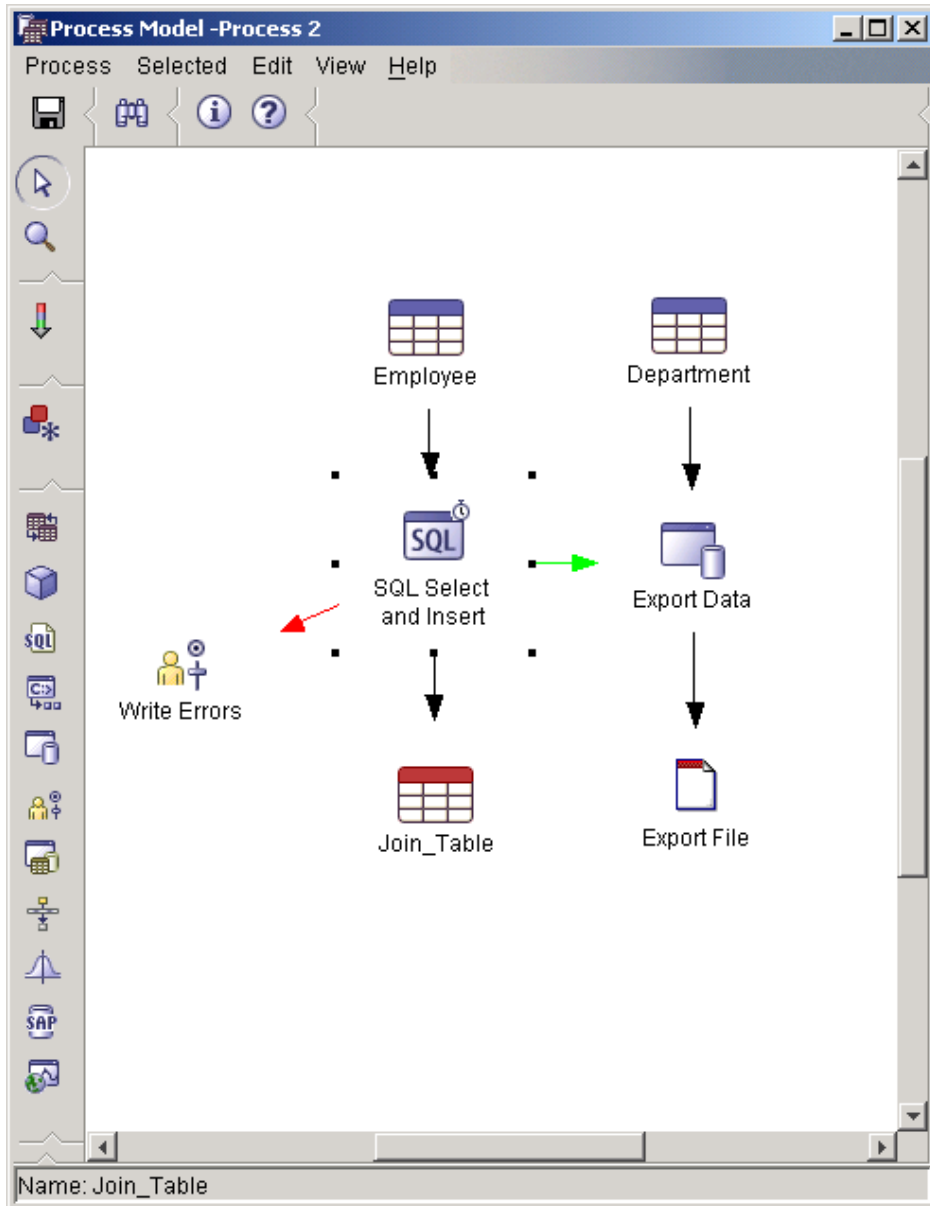 Process Model -Process 2
Process Selected Edit View Help
Employee
Department
SQL
SQL Select
and Insert
Export Data
Write Errors
Join_Table
Export File
SQL
C:>
SAP
Name: Join_Table